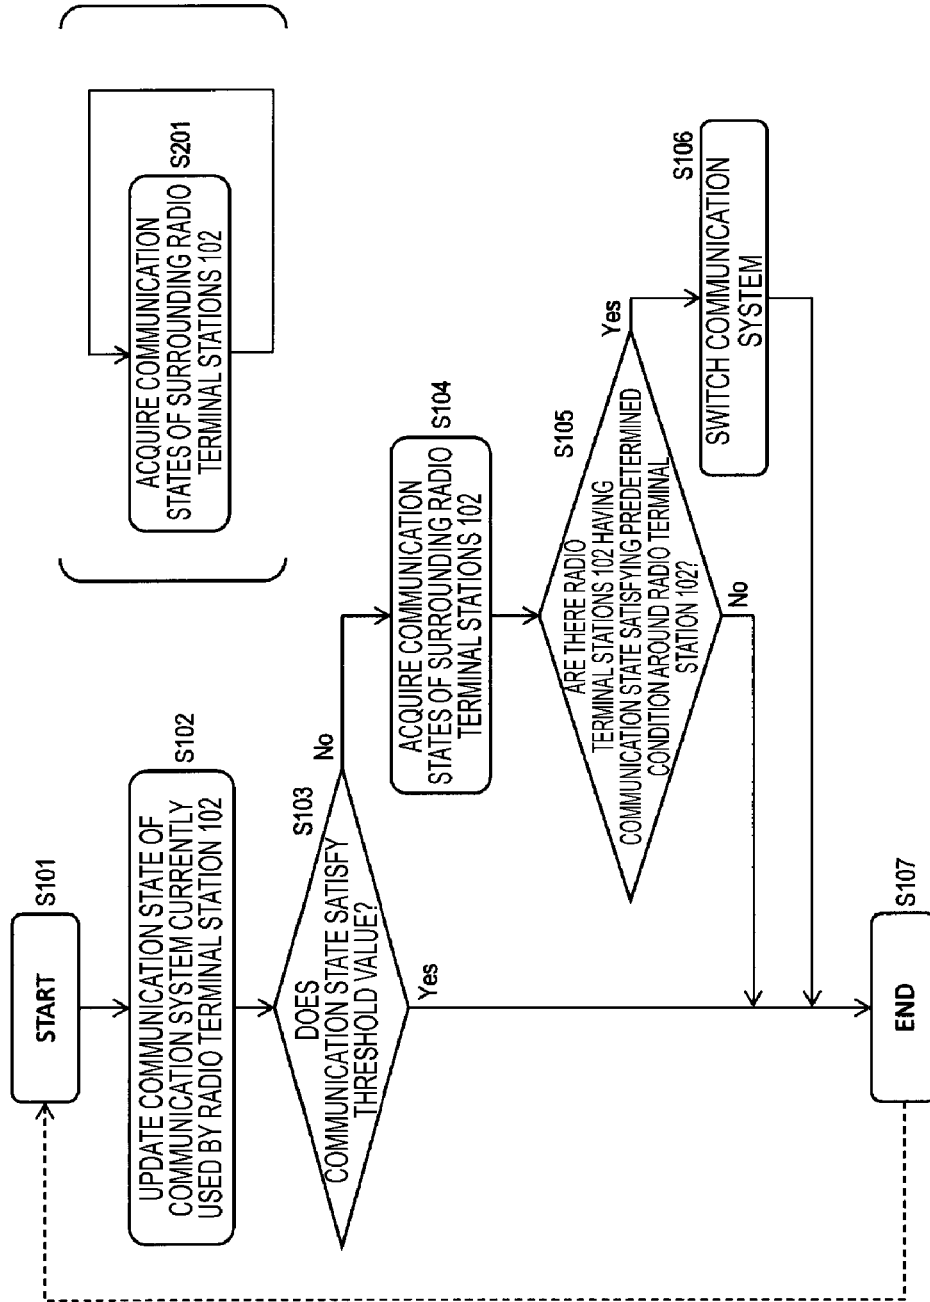 START
S101
UPDATE COMMUNICATION STATE OF
COMMUNICATION SYSTEM CURRENTLY
USED BY RADIO TERMINAL STATION 102
S102
DOES
COMMUNICATION STATE SATISFY
THRESHOLD VALUE?
S103
No
Yes
ACQUIRE COMMUNICATION
STATES OF SURROUNDING RADIO
TERMINAL STATIONS 102
S104
ARE THERE RADIO
TERMINAL STATIONS 102 HAVING
COMMUNICATION STATE SATISFYING PREDETERMINED
CONDITION AROUND RADIO TERMINAL
STATION 102?
S105
Yes
No
SWITCH COMMUNICATION
SYSTEM
S106
END
S107
ACQUIRE COMMUNICATION
STATES OF SURROUNDING RADIO
TERMINAL STATIONS 102
S201